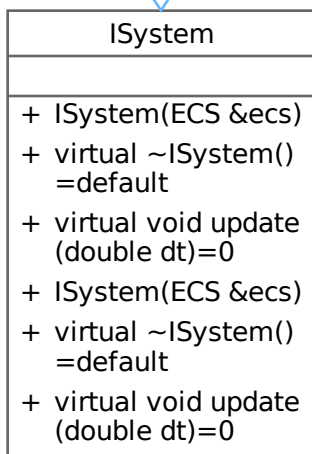 ISystem
+ ISystem(ECS &ecs)
+ virtual ~ISystem()
=default
+ virtual void update
(double dt)=0
+ ISystem(ECS &ecs)
+ virtual ~ISystem()
=default
+ virtual void update
(double dt)=0